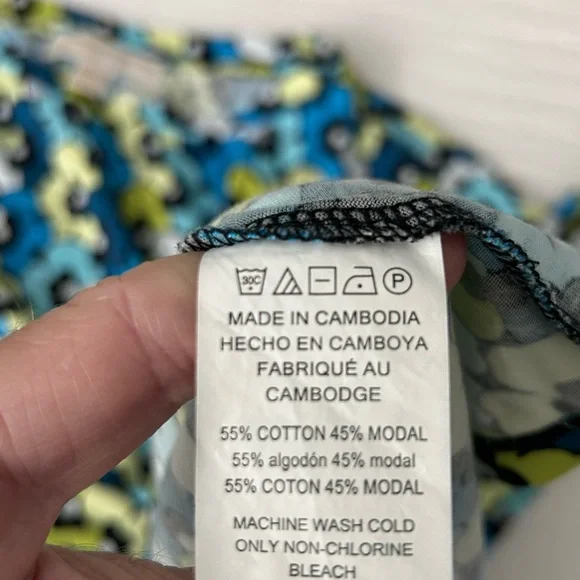 30C P
MADE IN CAMBODIA
HECHO EN CAMBOYA
FABRIQUÉ AU
CAMBODGE
55% COTTON 45% MODAL
55% algodón 45% modal
55% COTON 45% MODAL
MACHINE WASH COLD
ONLY NON-CHLORINE
BLEACH